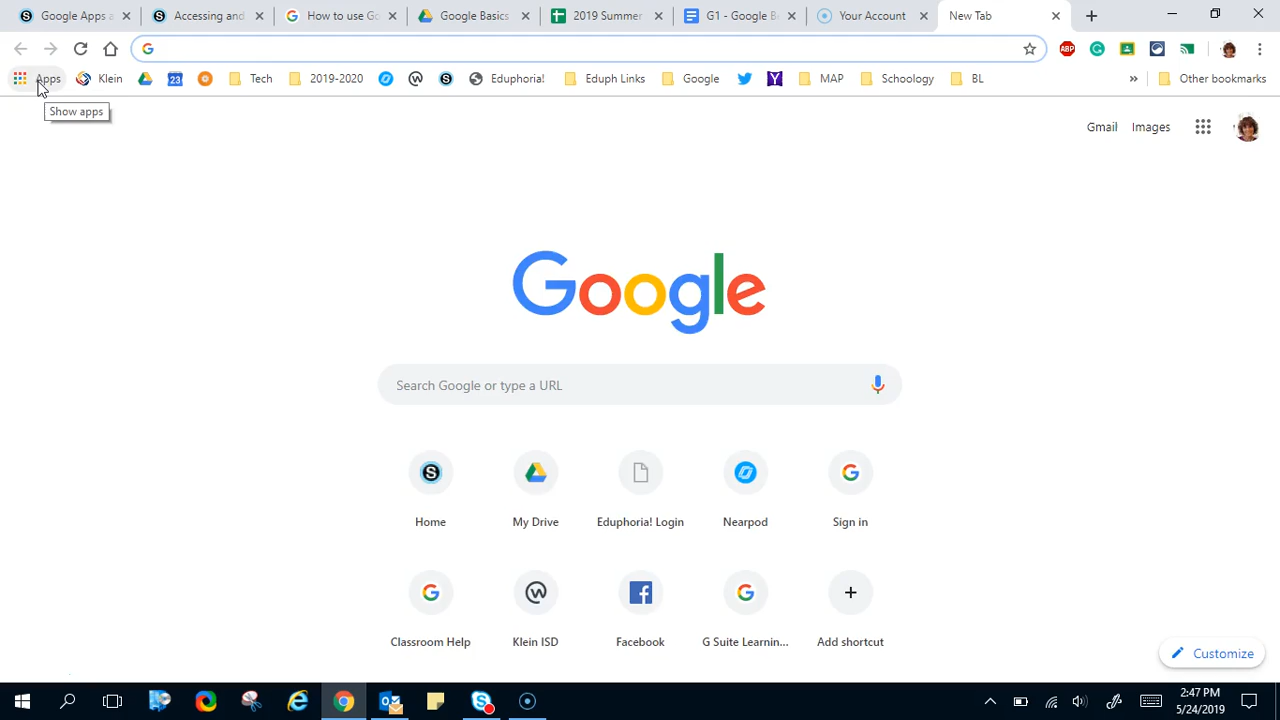 Google Apps a
Accessing and
How to use Go
Google Basics
2019 Summer
G1 - Google B
Your Account
New Tab
Apps
Klein
23
Tech
2019-2020
Eduphoria!
Eduph Links
Google
MAP
Schoology
BL
Other bookmarks
Show apps
Gmail
Images
Google
Search Google or type a URL
Home
My Drive
Eduphoria! Login
Nearpod
Sign in
Classroom Help
Klein ISD
Facebook
G Suite Learnin...
Add shortcut
Customize
2:47 PM
5/24/2019